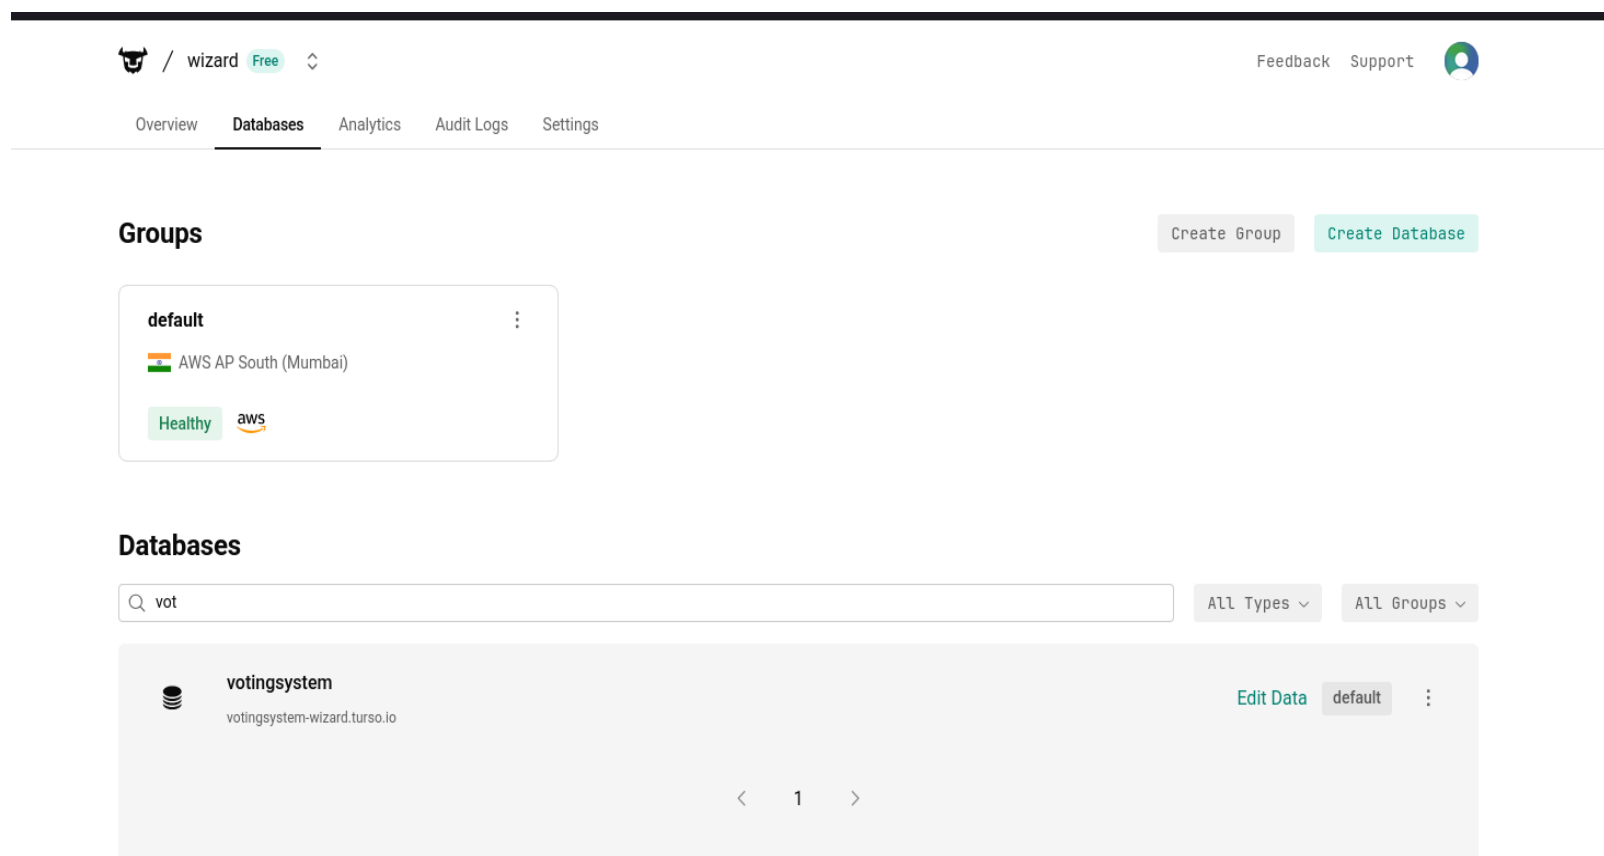 / wizard Free
Feedback Support
Overview Databases Analytics Audit Logs Settings
Groups
Create Group Create Database
default
AWS AP South (Mumbai)
Healthy aws
Databases
vot
All Types All Groups
votingsystem
votingsystem-wizard.turso.io
Edit Data default
1